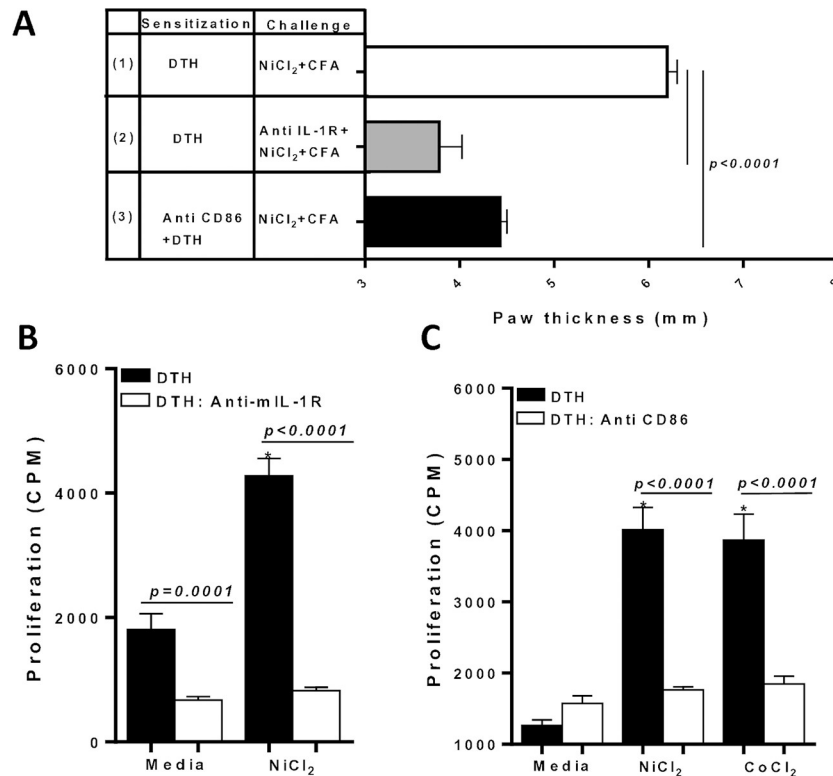 A
Sensitization Challenge
(1) DTH NiCl₂+CFA
(2) DTH Anti IL-1R+
NiCl₂+CFA
(3) Anti CD86
+DTH
NiCl₂+CFA
p<0.0001
3 4 5 6 7 8
Paw thickness (mm)
B
DTH
DTH: Anti-mIL-1R
p<0.0001
*
p=0.0001
6000
4000
2000
0
Proliferation (CPM)
Media NiCl₂
C
DTH
DTH: Anti CD86
p<0.0001 p<0.0001
* *
6000
5000
4000
3000
2000
1000
Proliferation (CPM)
Media NiCl₂ CoCl₂